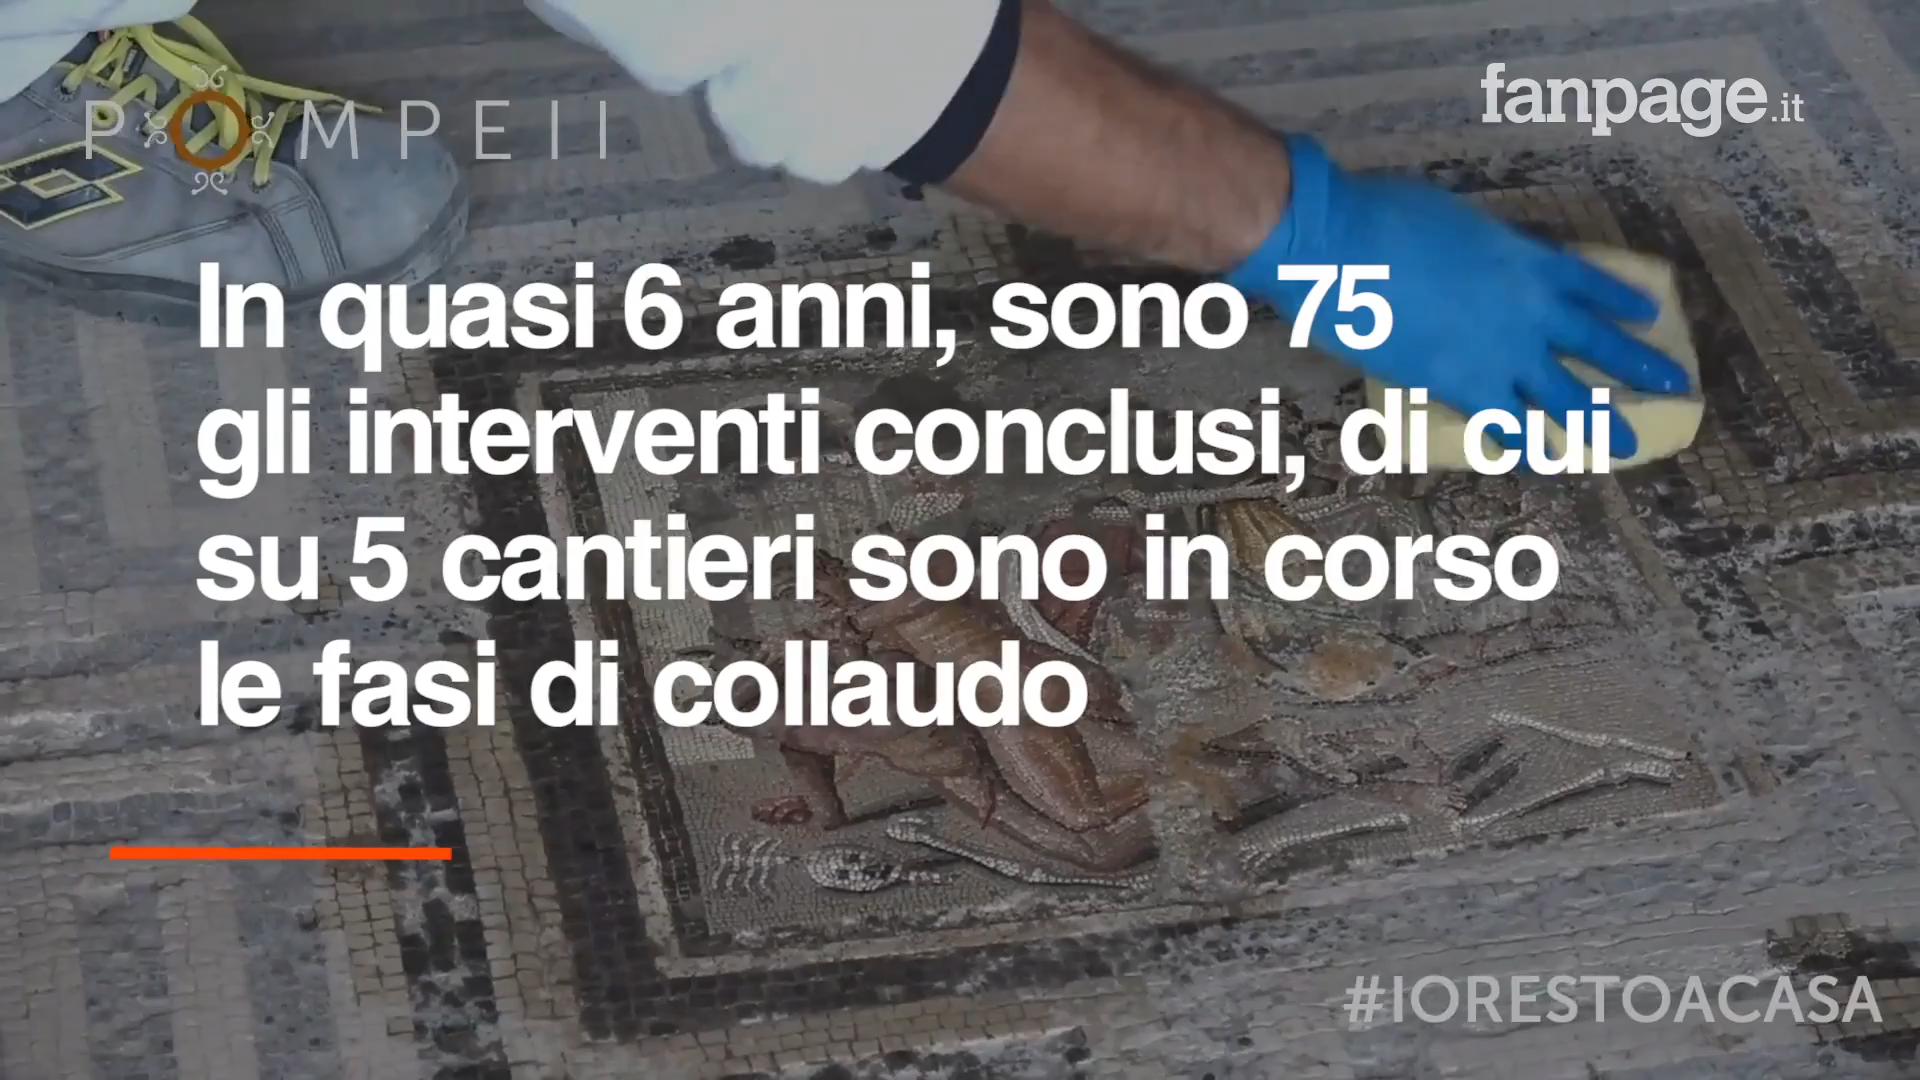 POMPEII
fanpage.it
In quasi 6 anni, sono 75
gli interventi conclusi, di cui
su 5 cantieri sono in corso
le fasi di collaudo
#IORESTOACASA